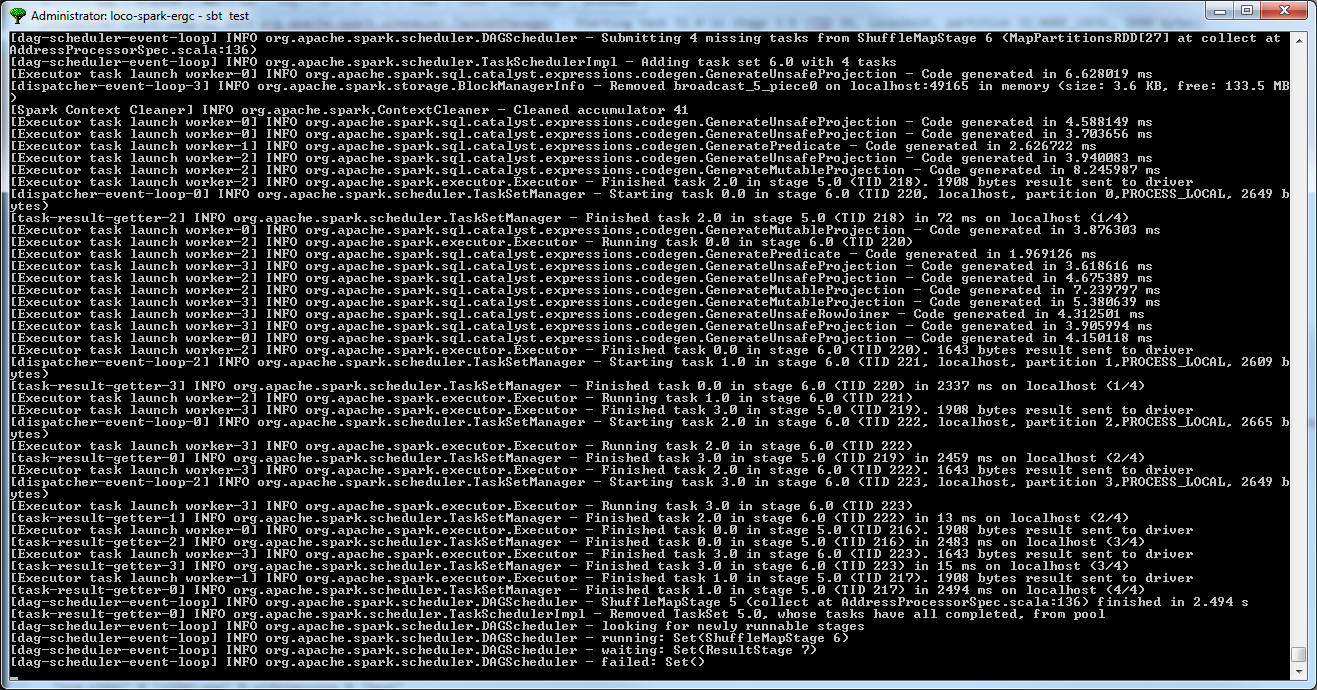 Administrator: loco-spark-ergc - sbt test
[dag-scheduler-event-loop] INFO org.apache.spark.scheduler.DAGScheduler - Submitting 4 missing tasks from ShuffleMapStage 6 (MapPartitionsRDD[27] at collect at
AddressProcessorSpec.scala:136)
[dag-scheduler-event-loop] INFO org.apache.spark.scheduler.TaskSchedulerImpl - Adding task set 6.0 with 4 tasks
[Executor task launch worker-0] INFO org.apache.spark.sql.catalyst.expressions.codegen.GenerateUnsafeProjection - Code generated in 6.628019 ms
[dispatcher-event-loop-3] INFO org.apache.spark.storage.BlockManagerInfo - Removed broadcast_5_piece0 on localhost:49165 in memory (size: 3.6 KB, free: 133.5 MB
)
[Spark Context Cleaner] INFO org.apache.spark.ContextCleaner - Cleaned accumulator 41
[Executor task launch worker-0] INFO org.apache.spark.sql.catalyst.expressions.codegen.GenerateUnsafeProjection - Code generated in 4.588149 ms
[Executor task launch worker-0] INFO org.apache.spark.sql.catalyst.expressions.codegen.GenerateUnsafeProjection - Code generated in 3.703656 ms
[Executor task launch worker-1] INFO org.apache.spark.sql.catalyst.expressions.codegen.GeneratePredicate - Code generated in 2.626722 ms
[Executor task launch worker-2] INFO org.apache.spark.sql.catalyst.expressions.codegen.GenerateUnsafeProjection - Code generated in 3.940083 ms
[Executor task launch worker-2] INFO org.apache.spark.sql.catalyst.expressions.codegen.GenerateMutableProjection - Code generated in 8.245987 ms
[Executor task launch worker-2] INFO org.apache.spark.executor.Executor - Finished task 2.0 in stage 5.0 (TID 218). 1908 bytes result sent to driver
[dispatcher-event-loop-0] INFO org.apache.spark.scheduler.TaskSetManager - Starting task 0.0 in stage 6.0 (TID 220, localhost, partition 0,PROCESS_LOCAL, 2649 b
ytes)
[task-result-getter-2] INFO org.apache.spark.scheduler.TaskSetManager - Finished task 2.0 in stage 5.0 (TID 218) in 72 ms on localhost (1/4)
[Executor task launch worker-0] INFO org.apache.spark.sql.catalyst.expressions.codegen.GenerateMutableProjection - Code generated in 3.876303 ms
[Executor task launch worker-2] INFO org.apache.spark.executor.Executor - Running task 0.0 in stage 6.0 (TID 220)
[Executor task launch worker-2] INFO org.apache.spark.sql.catalyst.expressions.codegen.GeneratePredicate - Code generated in 1.969126 ms
[Executor task launch worker-3] INFO org.apache.spark.sql.catalyst.expressions.codegen.GenerateUnsafeProjection - Code generated in 3.618616 ms
[Executor task launch worker-2] INFO org.apache.spark.sql.catalyst.expressions.codegen.GenerateUnsafeProjection - Code generated in 4.675389 ms
[Executor task launch worker-2] INFO org.apache.spark.sql.catalyst.expressions.codegen.GenerateMutableProjection - Code generated in 7.239797 ms
[Executor task launch worker-3] INFO org.apache.spark.sql.catalyst.expressions.codegen.GenerateMutableProjection - Code generated in 5.380639 ms
[Executor task launch worker-3] INFO org.apache.spark.sql.catalyst.expressions.codegen.GenerateUnsafeRowJoiner - Code generated in 4.312501 ms
[Executor task launch worker-3] INFO org.apache.spark.sql.catalyst.expressions.codegen.GenerateUnsafeProjection - Code generated in 3.905994 ms
[Executor task launch worker-0] INFO org.apache.spark.sql.catalyst.expressions.codegen.GenerateUnsafeProjection - Code generated in 4.150118 ms
[Executor task launch worker-2] INFO org.apache.spark.executor.Executor - Finished task 0.0 in stage 6.0 (TID 220). 1643 bytes result sent to driver
[dispatcher-event-loop-2] INFO org.apache.spark.scheduler.TaskSetManager - Starting task 1.0 in stage 6.0 (TID 221, localhost, partition 1,PROCESS_LOCAL, 2609 b
ytes)
[task-result-getter-3] INFO org.apache.spark.scheduler.TaskSetManager - Finished task 0.0 in stage 6.0 (TID 220) in 2337 ms on localhost (1/4)
[Executor task launch worker-2] INFO org.apache.spark.executor.Executor - Running task 1.0 in stage 6.0 (TID 221)
[Executor task launch worker-3] INFO org.apache.spark.executor.Executor - Finished task 3.0 in stage 5.0 (TID 219). 1908 bytes result sent to driver
[dispatcher-event-loop-0] INFO org.apache.spark.scheduler.TaskSetManager - Starting task 2.0 in stage 6.0 (TID 222, localhost, partition 2,PROCESS_LOCAL, 2665 b
ytes)
[Executor task launch worker-3] INFO org.apache.spark.executor.Executor - Running task 2.0 in stage 6.0 (TID 222)
[task-result-getter-0] INFO org.apache.spark.scheduler.TaskSetManager - Finished task 3.0 in stage 5.0 (TID 219) in 2459 ms on localhost (2/4)
[Executor task launch worker-3] INFO org.apache.spark.executor.Executor - Finished task 2.0 in stage 6.0 (TID 222). 1643 bytes result sent to driver
[dispatcher-event-loop-2] INFO org.apache.spark.scheduler.TaskSetManager - Starting task 3.0 in stage 6.0 (TID 223, localhost, partition 3,PROCESS_LOCAL, 2649 b
ytes)
[Executor task launch worker-3] INFO org.apache.spark.executor.Executor - Running task 3.0 in stage 6.0 (TID 223)
[task-result-getter-1] INFO org.apache.spark.scheduler.TaskSetManager - Finished task 2.0 in stage 6.0 (TID 222) in 13 ms on localhost (2/4)
[Executor task launch worker-0] INFO org.apache.spark.executor.Executor - Finished task 0.0 in stage 5.0 (TID 216). 1908 bytes result sent to driver
[task-result-getter-2] INFO org.apache.spark.scheduler.TaskSetManager - Finished task 0.0 in stage 5.0 (TID 216) in 2483 ms on localhost (3/4)
[Executor task launch worker-3] INFO org.apache.spark.executor.Executor - Finished task 3.0 in stage 6.0 (TID 223). 1643 bytes result sent to driver
[task-result-getter-3] INFO org.apache.spark.scheduler.TaskSetManager - Finished task 3.0 in stage 6.0 (TID 223) in 15 ms on localhost (3/4)
[Executor task launch worker-1] INFO org.apache.spark.executor.Executor - Finished task 1.0 in stage 5.0 (TID 217). 1908 bytes result sent to driver
[task-result-getter-0] INFO org.apache.spark.scheduler.TaskSetManager - Finished task 1.0 in stage 5.0 (TID 217) in 2494 ms on localhost (4/4)
[dag-scheduler-event-loop] INFO org.apache.spark.scheduler.DAGScheduler - ShuffleMapStage 5 (collect at AddressProcessorSpec.scala:136) finished in 2.494 s
[task-result-getter-0] INFO org.apache.spark.scheduler.TaskSchedulerImpl - Removed TaskSet 5.0, whose tasks have all completed, from pool
[dag-scheduler-event-loop] INFO org.apache.spark.scheduler.DAGScheduler - looking for newly runnable stages
[dag-scheduler-event-loop] INFO org.apache.spark.scheduler.DAGScheduler - running: Set(ShuffleMapStage 6)
[dag-scheduler-event-loop] INFO org.apache.spark.scheduler.DAGScheduler - waiting: Set(ResultStage 7)
[dag-scheduler-event-loop] INFO org.apache.spark.scheduler.DAGScheduler - failed: Set()